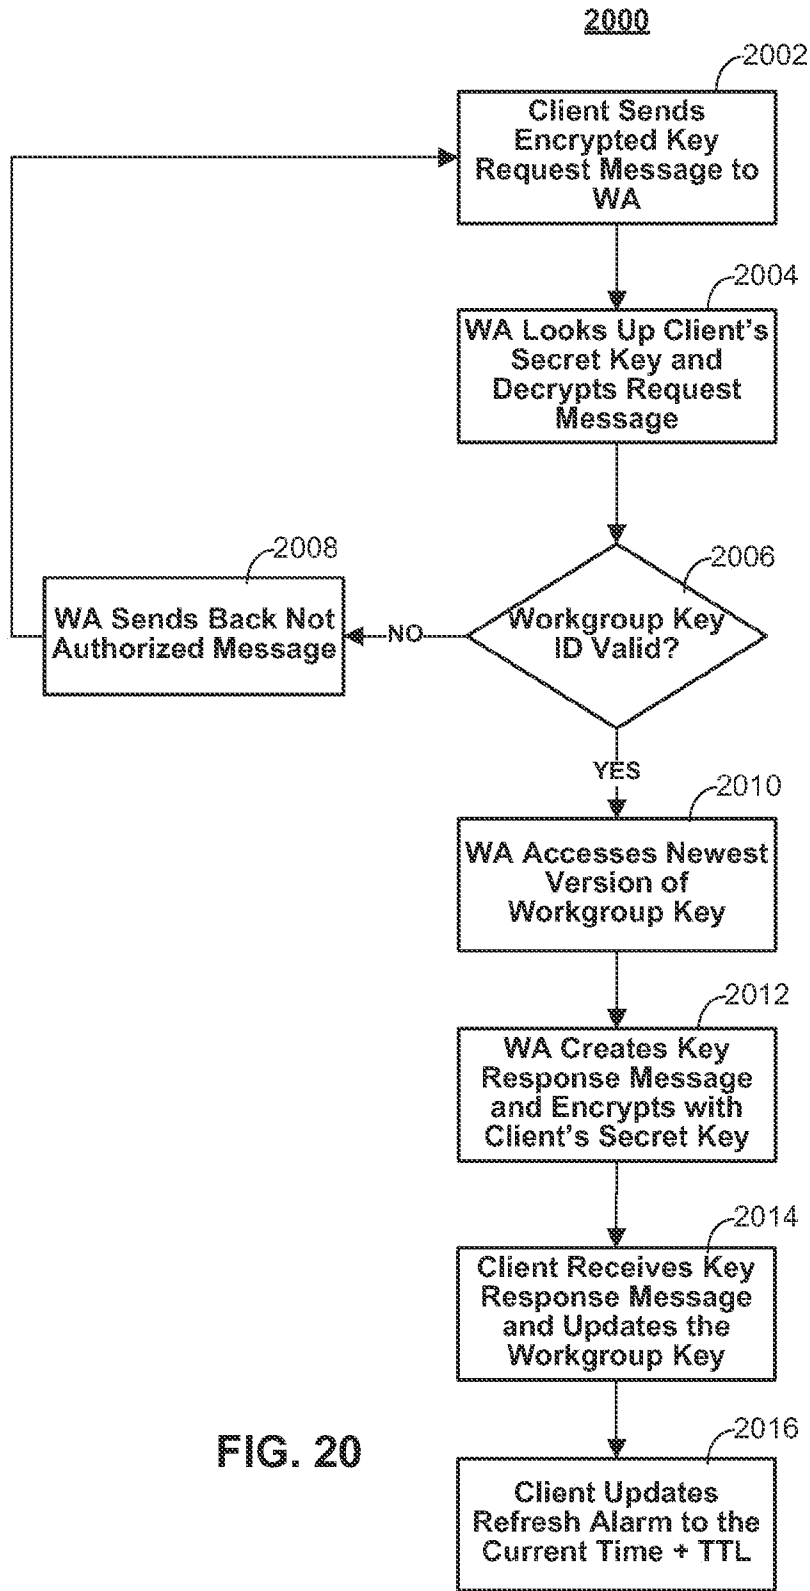 2000
2002
Client Sends
Encrypted Key
Request Message to
WA
2004
WA Looks Up Client's
Secret Key and
Decrypts Request
Message
2006
Workgroup Key
ID Valid?
NO
2008
WA Sends Back Not
Authorized Message
YES
2010
WA Accesses Newest
Version of
Workgroup Key
2012
WA Creates Key
Response Message
and Encrypts with
Client's Secret Key
2014
Client Receives Key
Response Message
and Updates the
Workgroup Key
2016
Client Updates
Refresh Alarm to the
Current Time + TTL
FIG. 20